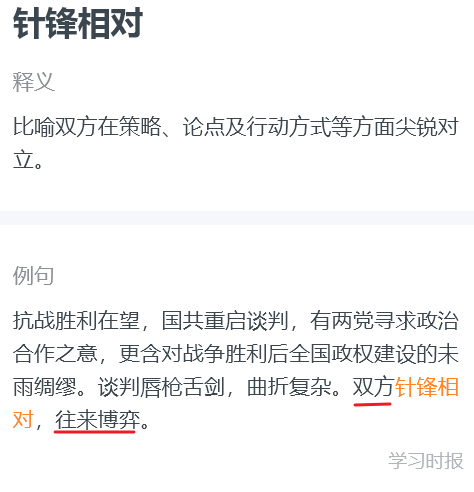 针锋相对
释义
比喻双方在策略、论点及行动方式等方面尖锐对
立。
例句
抗战胜利在望，国共重启谈判，有两党寻求政治
合作之意，更含对战争胜利后全国政权建设的未
雨绸缪。谈判唇枪舌剑，曲折复杂。双方针锋相
对，往来博弈。
学习时报